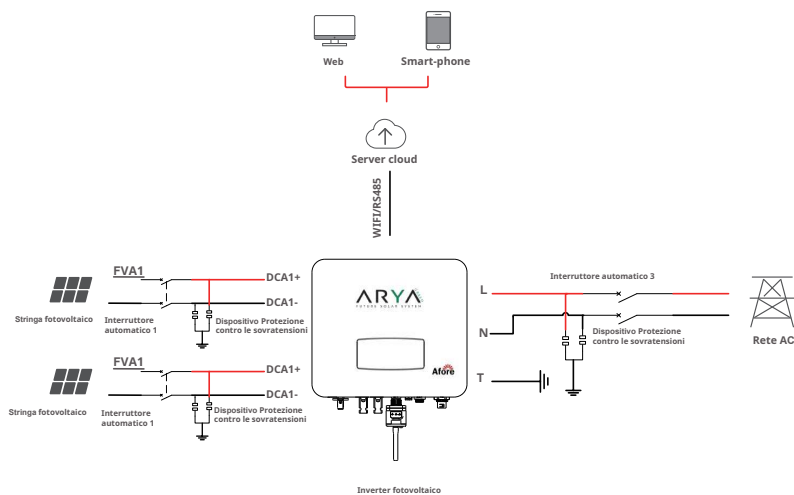 Web
Smart-phone
Server cloud
WIFI/RS485
FVA1
DCA1+
DCA1-
Stringa fotovoltaico
Interruttore
automatico 1
Dispositivo Protezione
contro le sovratensioni
FVA1
DCA1+
DCA1-
Stringa fotovoltaico
Interruttore
automatico 1
Dispositivo Protezione
contro le sovratensioni
ARYA
FUTURE SOLAR SYSTEM
Afore
L
N
T
Interruttore automatico 3
Dispositivo Protezione
contro le sovratensioni
Rete AC
Inverter fotovoltaico